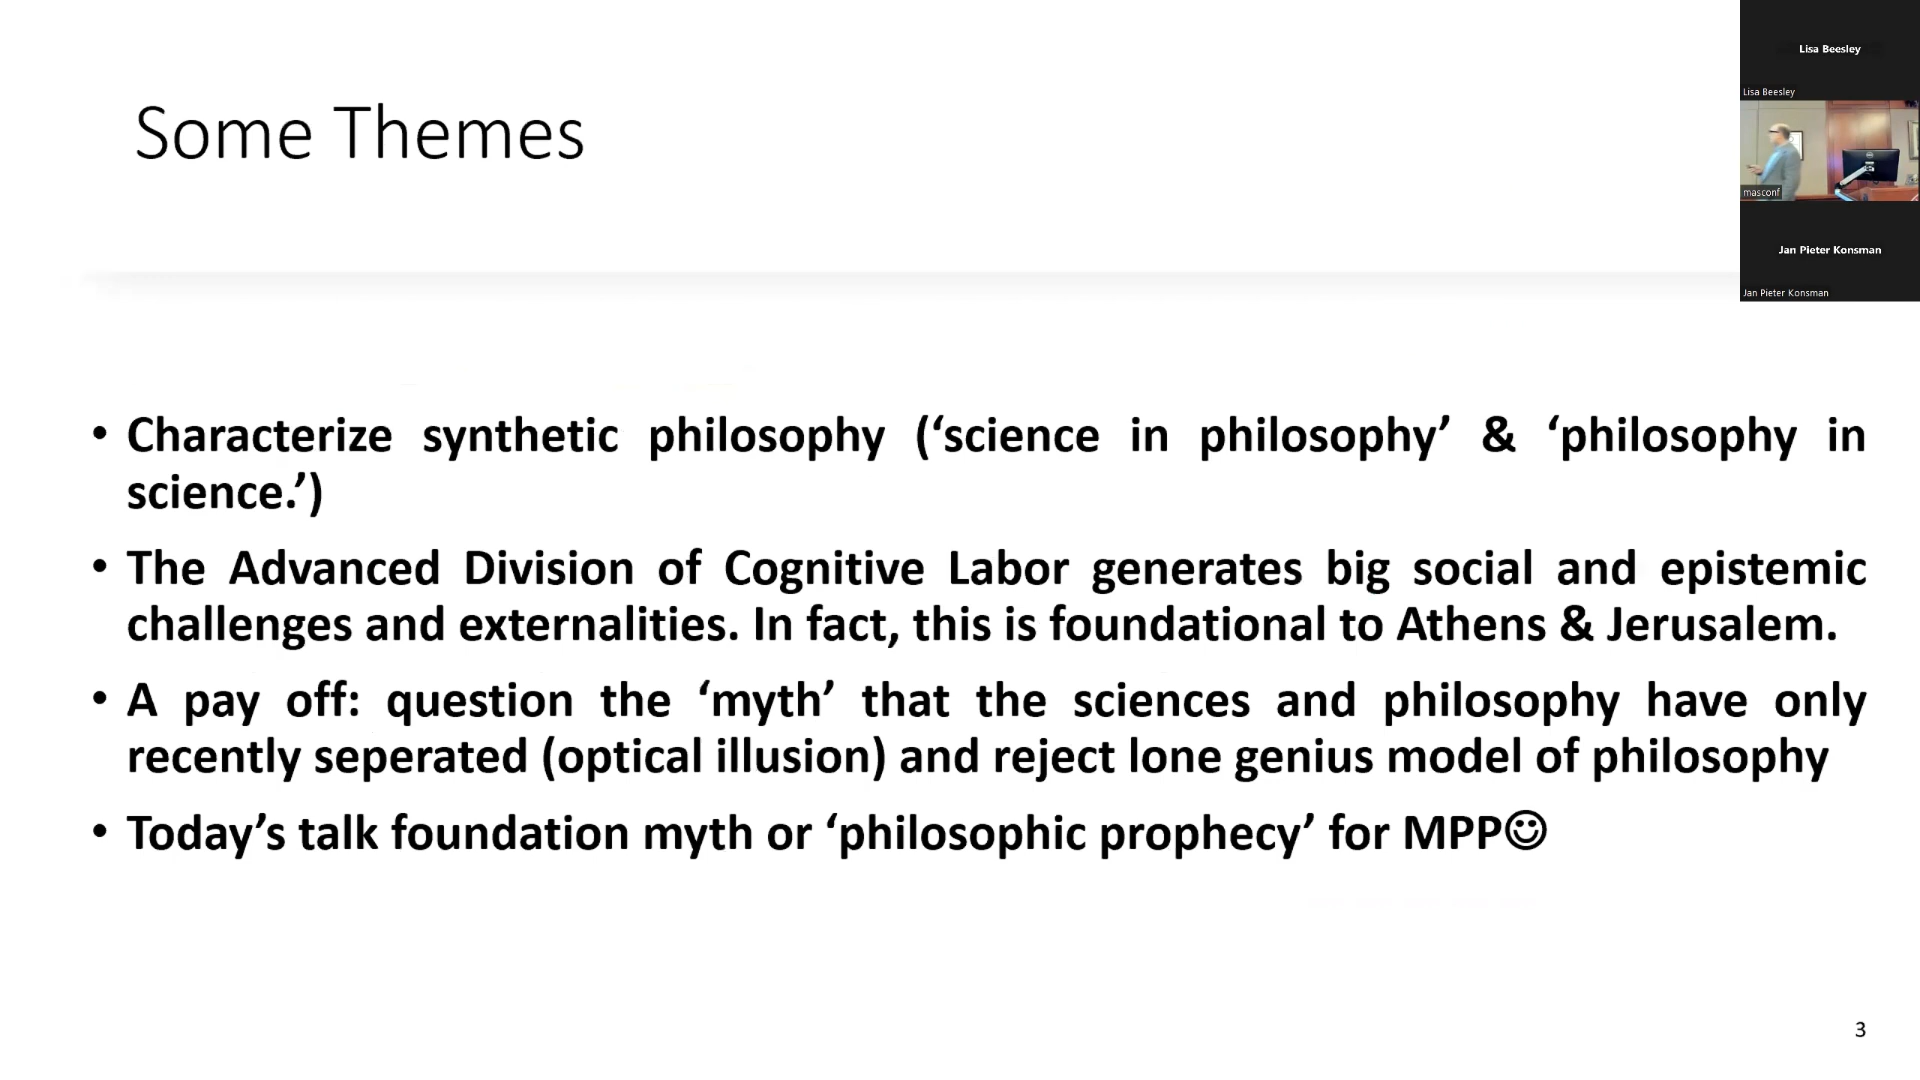 Some Themes
• Characterize synthetic philosophy (‘science in philosophy’ & ‘philosophy in
science.’)
• The Advanced Division of Cognitive Labor generates big social and epistemic
challenges and externalities. In fact, this is foundational to Athens & Jerusalem.
• A pay off: question the ‘myth’ that the sciences and philosophy have only
recently seperated (optical illusion) and reject lone genius model of philosophy
• Today’s talk foundation myth or ‘philosophic prophecy’ for MPP☺
3
Lisa Beesley
Lisa Beesley
masconf
Jan Pieter Konsman
Jan Pieter Konsman